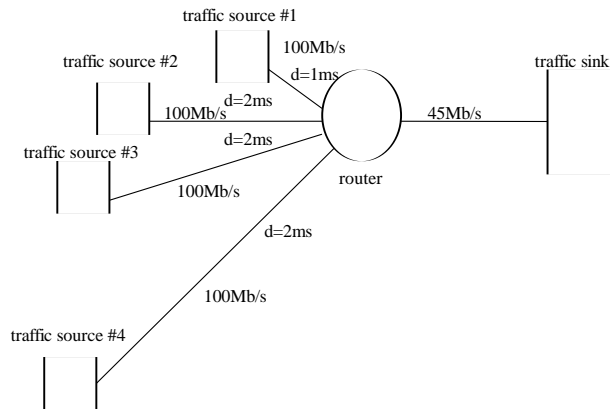 traffic source #1
100Mb/s
d=1ms
traffic source #2
d=2ms
100Mb/s
traffic sink
45Mb/s
d=2ms
traffic source #3
router
100Mb/s
d=2ms
100Mb/s
traffic source #4